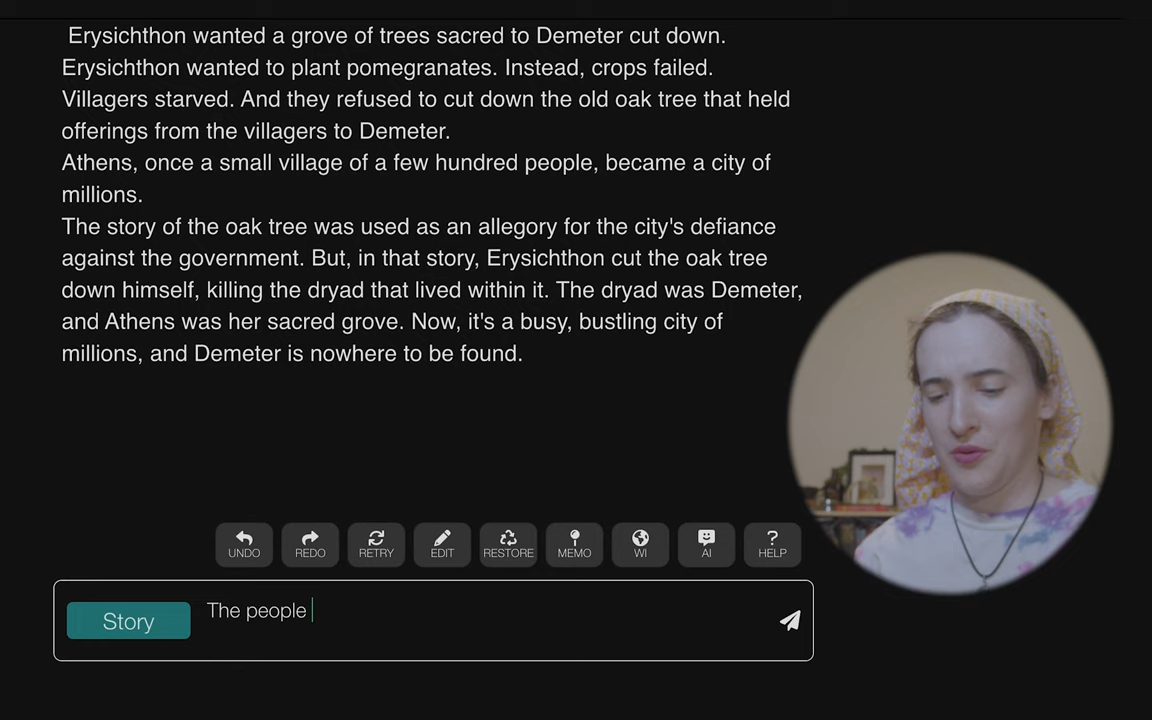 Erysichthon wanted a grove of trees sacred to Demeter cut down.
Erysichthon wanted to plant pomegranates. Instead, crops failed.
Villagers starved. And they refused to cut down the old oak tree that held
offerings from the villagers to Demeter.
Athens, once a small village of a few hundred people, became a city of
millions.
The story of the oak tree was used as an allegory for the city's defiance
against the government. But, in that story, Erysichthon cut the oak tree
down himself, killing the dryad that lived within it. The dryad was Demeter,
and Athens was her sacred grove. Now, it's a busy, bustling city of
millions, and Demeter is nowhere to be found.
UNDO REDO RETRY EDIT RESTORE MEMO WI AI HELP
Story The people